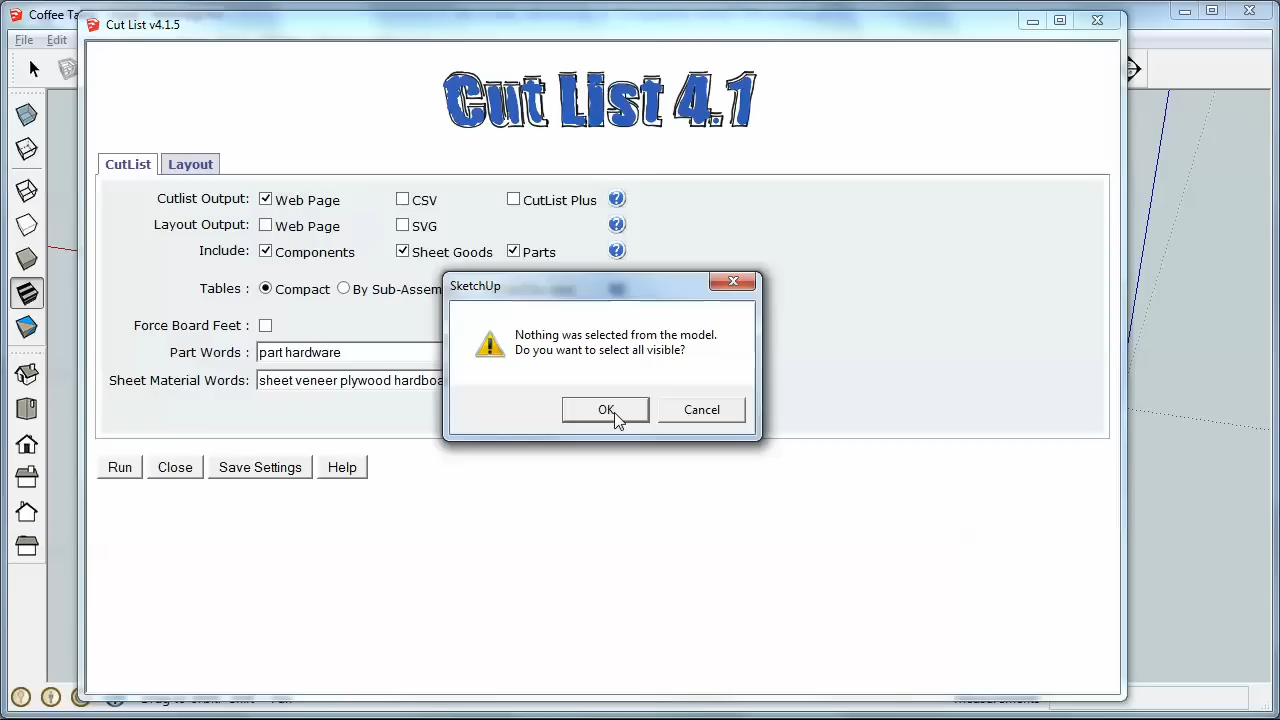 Coffee Ta
Cut List v4.1.5
File Edit
Cut List 4.1
CutList Layout
Cutlist Output: Web Page CSV CutList Plus
Layout Output: Web Page SVG
Include: Components Sheet Goods Parts
SketchUp
Tables: Compact By Sub-Assem
Force Board Feet:
Nothing was selected from the model.
Do you want to select all visible?
Part Words : part hardware
Sheet Material Words: sheet veneer plywood hardboa
OK Cancel
Run Close Save Settings Help
Measurements